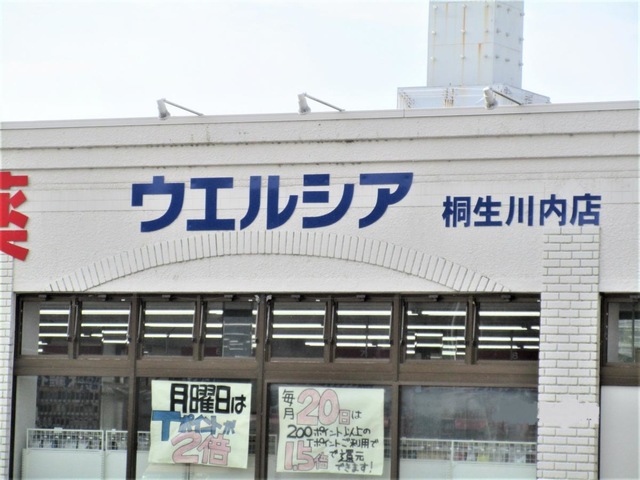 薬
ウエルシア 桐生川内店
月曜日は
Tポイントが
2倍
毎月20日は
200ポイント以上の
Tポイントご利用で
1.5倍で還元
できます!